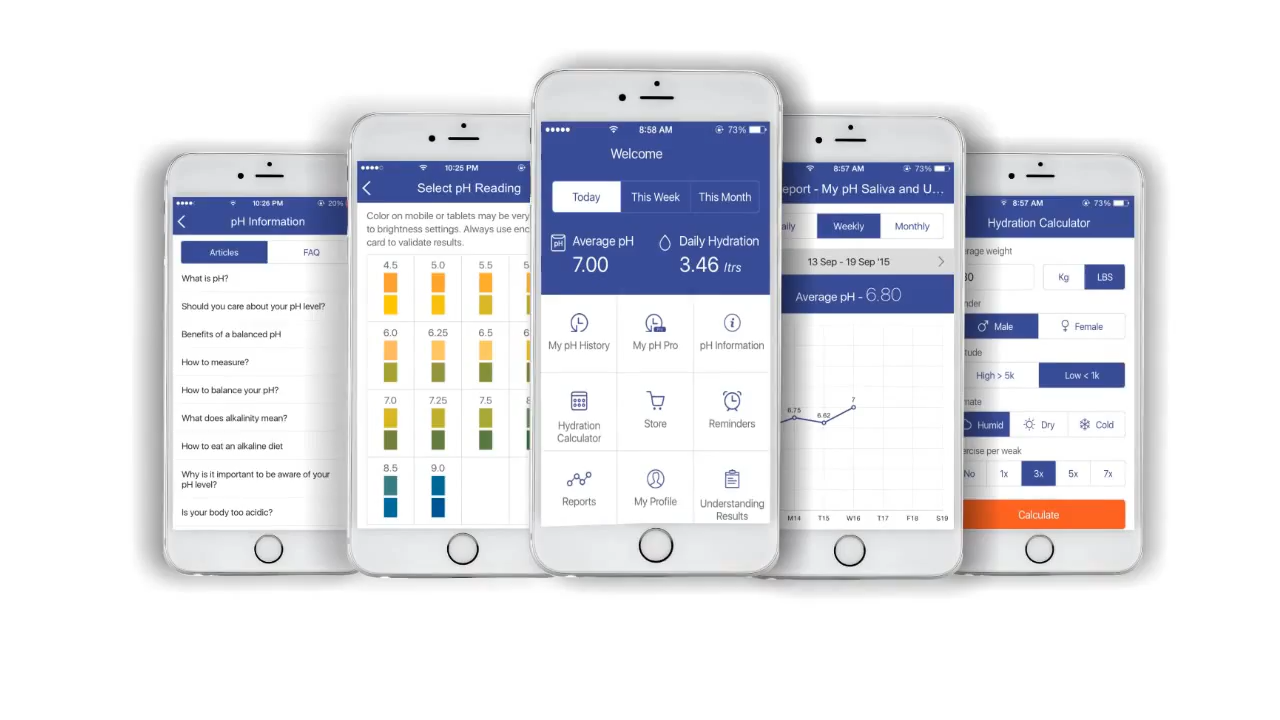 10:26 PM
20%
pH Information
Articles
FAQ
What is pH?
Should you care about your pH level?
Benefits of a balanced pH
How to measure?
How to balance your pH?
What does alkalinity mean?
How to eat an alkaline diet
Why is it important to be aware of your
pH level?
Is your body too acidic?
10:25 PM
Select pH Reading
Color on mobile or tablets may be very
to brightness settings. Always use enc
card to validate results.
4.5 5.0 5.5 5.
6.0 6.25 6.5 6
7.0 7.25 7.5
8.5 9.0
8:58 AM
73%
Welcome
Today
This Week
This Month
pH
Average pH
7.00
Daily Hydration
3.46 ltrs
My pH History
My pH Pro
pH Information
Hydration
Calculator
Store
Reminders
Reports
My Profile
Understanding
Results
8:57 AM
73%
eport - My pH Saliva and U...
ily
Weekly
Monthly
13 Sep - 19 Sep '15
Average pH - 6.80
6.75
6.62
7
M14 T15 W16 T17 F18 S19
8:57 AM
73%
Hydration Calculator
rage weight
Kg
LBS
nder
Male
Female
tude
High > 5k
Low < 1k
mate
Humid
Dry
Cold
rcise per weak
No
1x
3x
5x
7x
Calculate